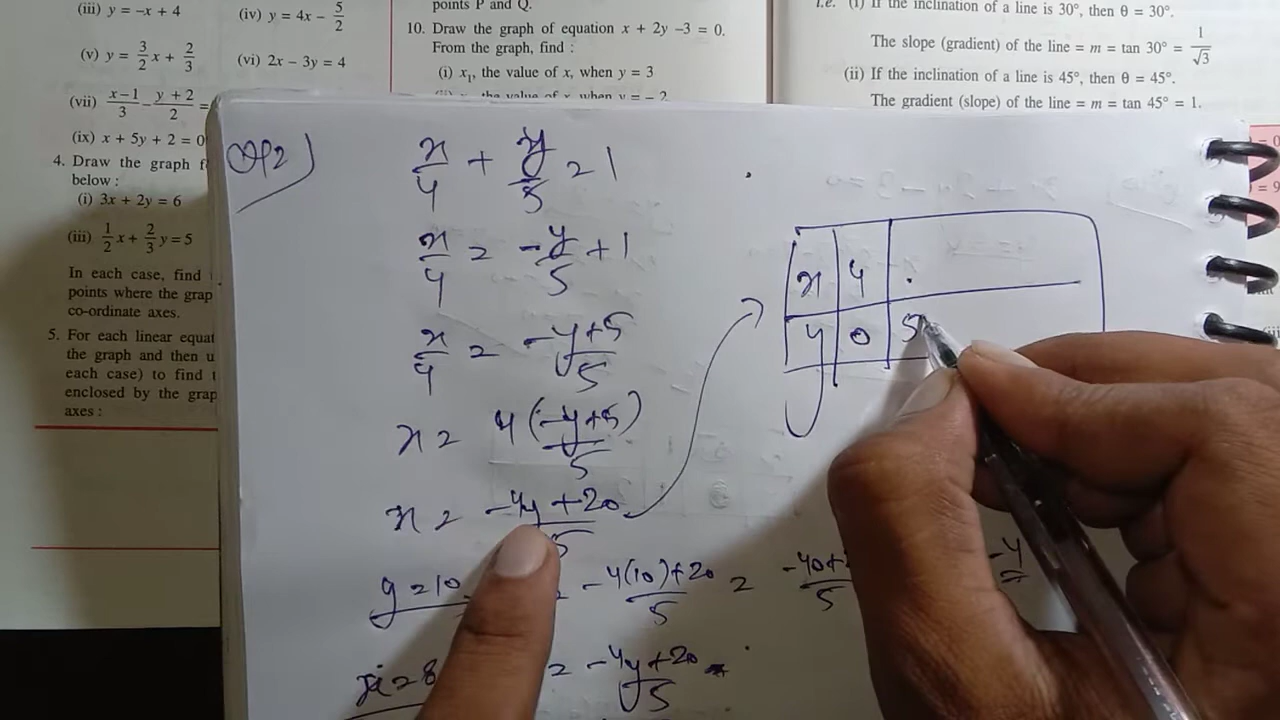 (iii) y = −x + 4
(iv) y = 4x − 5/2
(v) y = 3/2 x + 2/3
(vi) 2x − 3y = 4
(vii) x−1/3 − y+2/2 =
(ix) x + 5y + 2 = 0
4. Draw the graph
below :
(i) 3x + 2y = 6
(iii) 1/2 x + 2/3 y = 5
In each case, find
points where the
co-ordinate axes.
5. For each linear
the graph and then
each case) to find
enclosed by the
axes :
points P and Q.
10. Draw the graph of equation x + 2y −3 = 0.
From the graph, find :
(i) x₁, the value of x, when y = 3
the value of x when y = − 2
i.e. (i) If the inclination of a line is 30°, then θ = 30°.
The slope (gradient) of the line = m = tan 30° = 1/√3
(ii) If the inclination of a line is 45°, then θ = 45°.
The gradient (slope) of the line = m = tan 45° = 1.
x/4 + y/5 = 1
x/4 = −y/5 + 1
x/4 = −y+5/5
x = 4(−y+5/5)
x = −4y+20/5
y = 10
= −4(10)+20/5 =
x = 8
= −4y+20/5
x 4
y 0 5